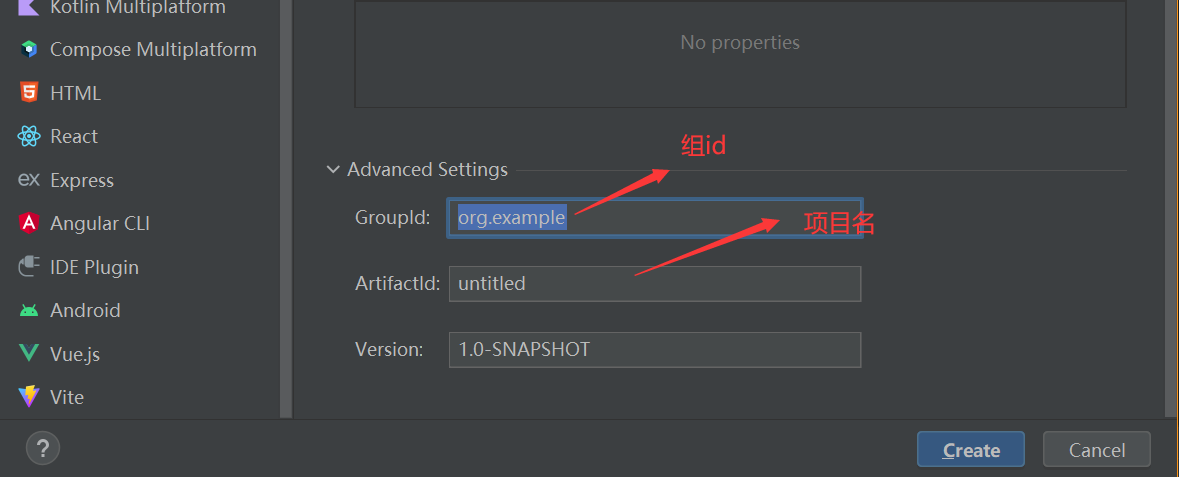 Kotlin Multiplatform
Compose Multiplatform
HTML
React
ex Express
Angular CLI
IDE Plugin
Android
Vue.js
Vite
No properties
组id
Advanced Settings
GroupId: org.example
项目名
ArtifactId: untitled
Version: 1.0-SNAPSHOT
? Create Cancel